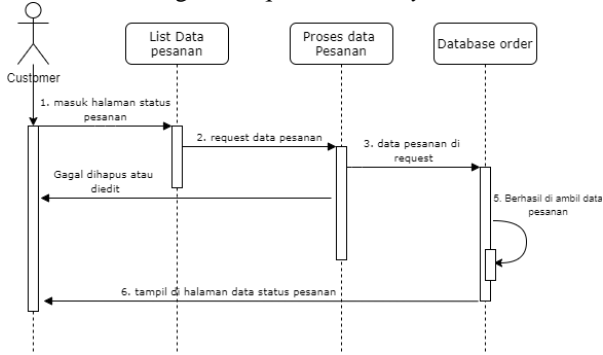 List Data
pesanan
Proses data
Pesanan
Database order
Customer
1. masuk halaman status
pesanan
2. request data pesanan
3. data pesanan di
request
Gagal dihapus atau
diedit
5. Berhasil di ambil data
pesanan
6. tampil di halaman data status pesanan